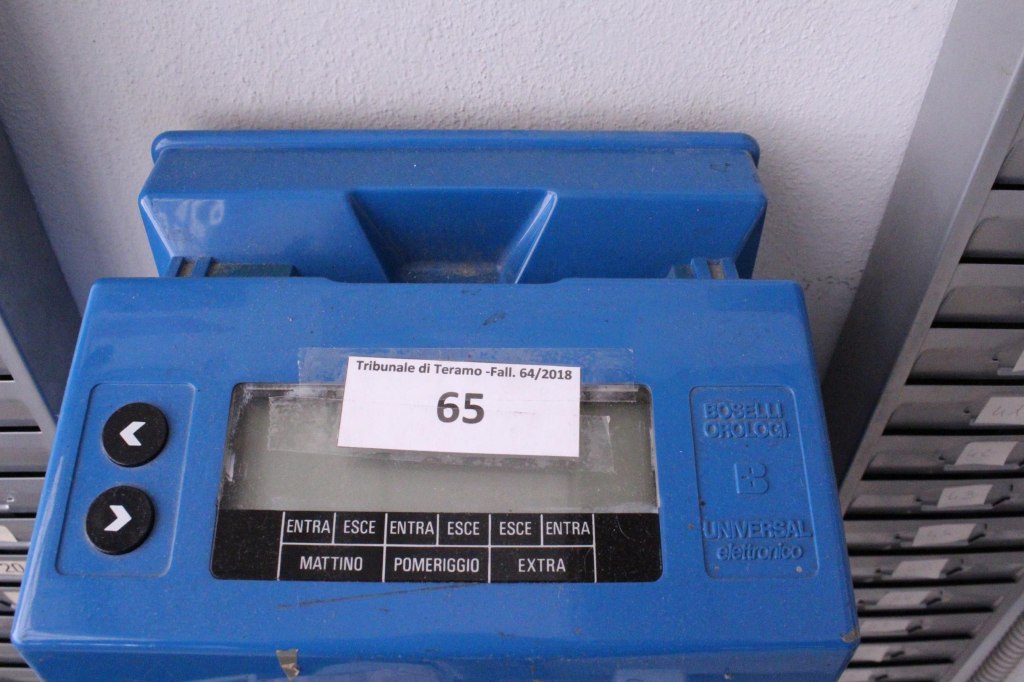 Tribunale di Teramo -Fall. 64/2018
65
BOSELLI
OROLOGI
B
UNIVERSAL
elettronico
ENTRA ESCE ENTRA ESCE ESCE ENTRA
MATTINO POMERIGGIO EXTRA
20